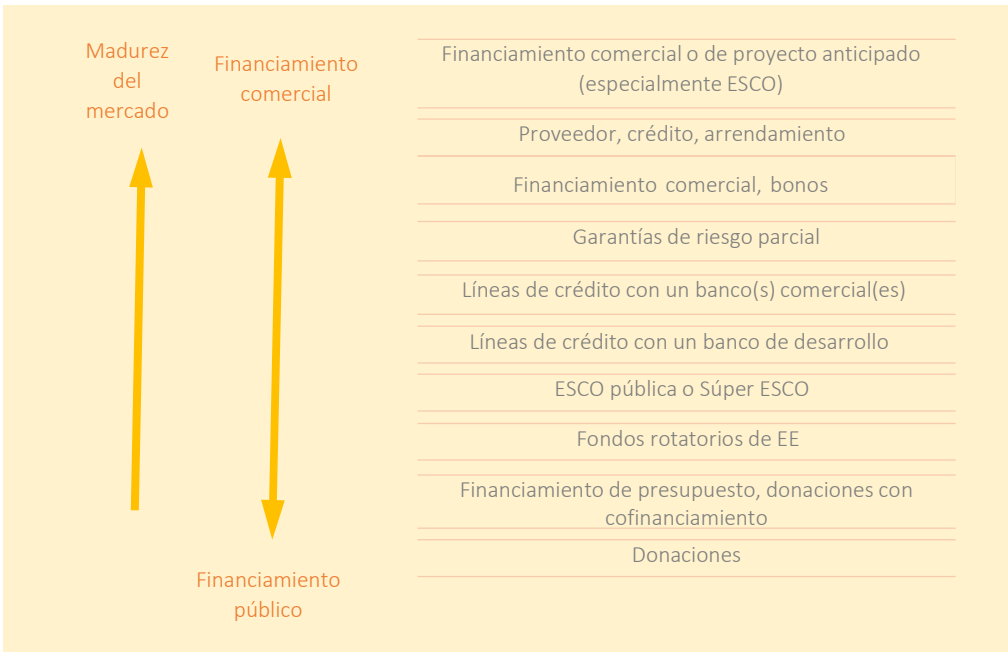 Madurez
del
mercado
Financiamiento
comercial
Financiamiento
público
Financiamiento comercial o de proyecto anticipado
(especialmente ESCO)
Proveedor, crédito, arrendamiento
Financiamiento comercial, bonos
Garantías de riesgo parcial
Líneas de crédito con un banco(s) comercial(es)
Líneas de crédito con un banco de desarrollo
ESCO pública o Súper ESCO
Fondos rotatorios de EE
Financiamiento de presupuesto, donaciones con
cofinanciamiento
Donaciones